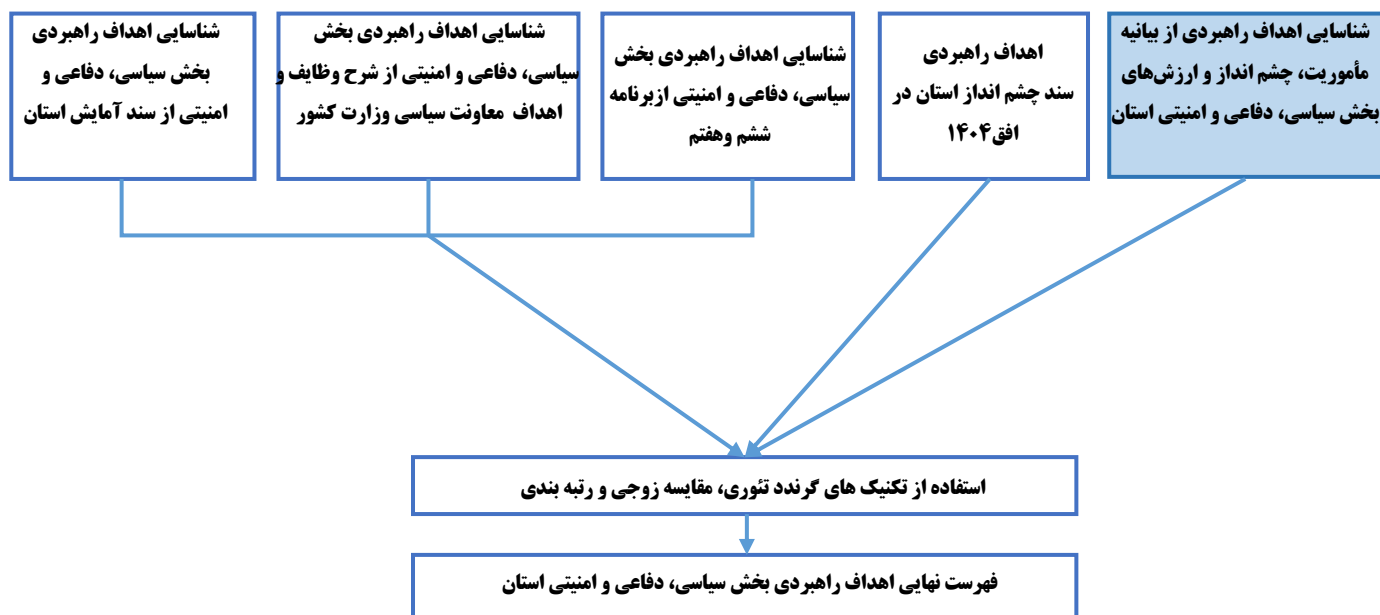 شناسایی اهداف راهبردی از بیانیه
مأموریت، چشم انداز و ارزش‌های
بخش سیاسی، دفاعی و امنیتی استان
اهداف راهبردی
سند چشم انداز استان در
افق۱۴۰۴
شناسایی اهداف راهبردی بخش
سیاسی، دفاعی و امنیتی ازبرنامه
ششم وهفتم
شناسایی اهداف راهبردی بخش
سیاسی، دفاعی و امنیتی از شرح وظایف و
اهداف معاونت سیاسی وزارت کشور
شناسایی اهداف راهبردی
بخش سیاسی، دفاعی و
امنیتی از سند آمایش استان
استفاده از تکنیک های گرندد تئوری، مقایسه زوجی و رتبه بندی
فهرست نهایی اهداف راهبردی بخش سیاسی، دفاعی و امنیتی استان